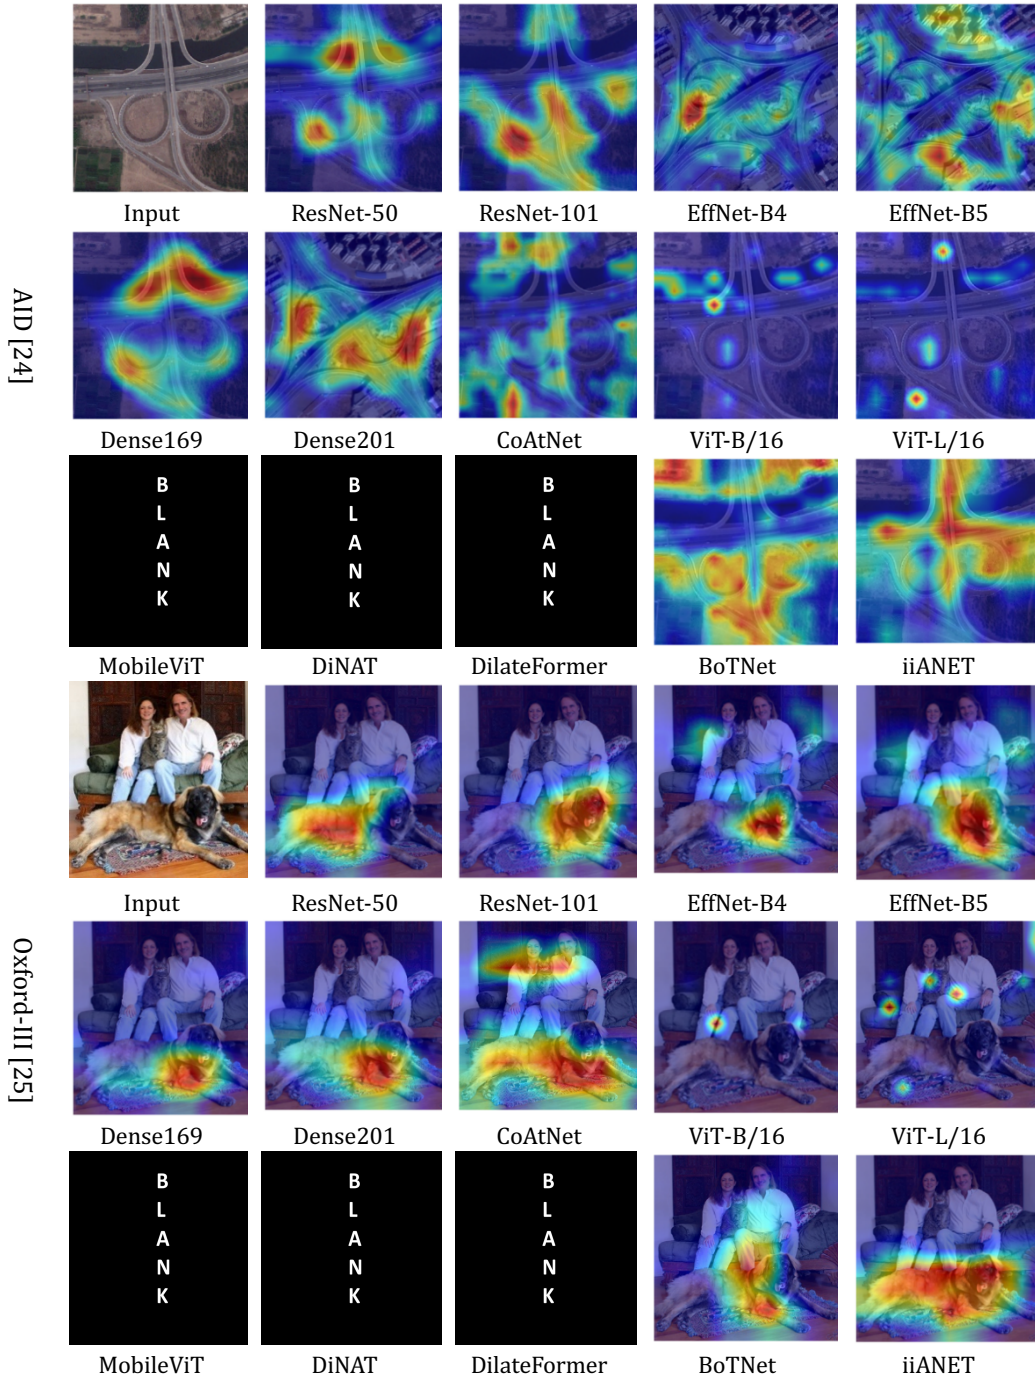 Input ResNet-50 ResNet-101 EffNet-B4 EffNet-B5
AID [24]
Dense169 Dense201 CoAtNet ViT-B/16 ViT-L/16
B B B
L L L
A A A
N N N
K K K
MobileViT DiNAT DilateFormer BoTNet iiANET
Input ResNet-50 ResNet-101 EffNet-B4 EffNet-B5
Oxford-III [25]
Dense169 Dense201 CoAtNet ViT-B/16 ViT-L/16
B B B
L L L
A A A
N N N
K K K
MobileViT DiNAT DilateFormer BoTNet iiANET